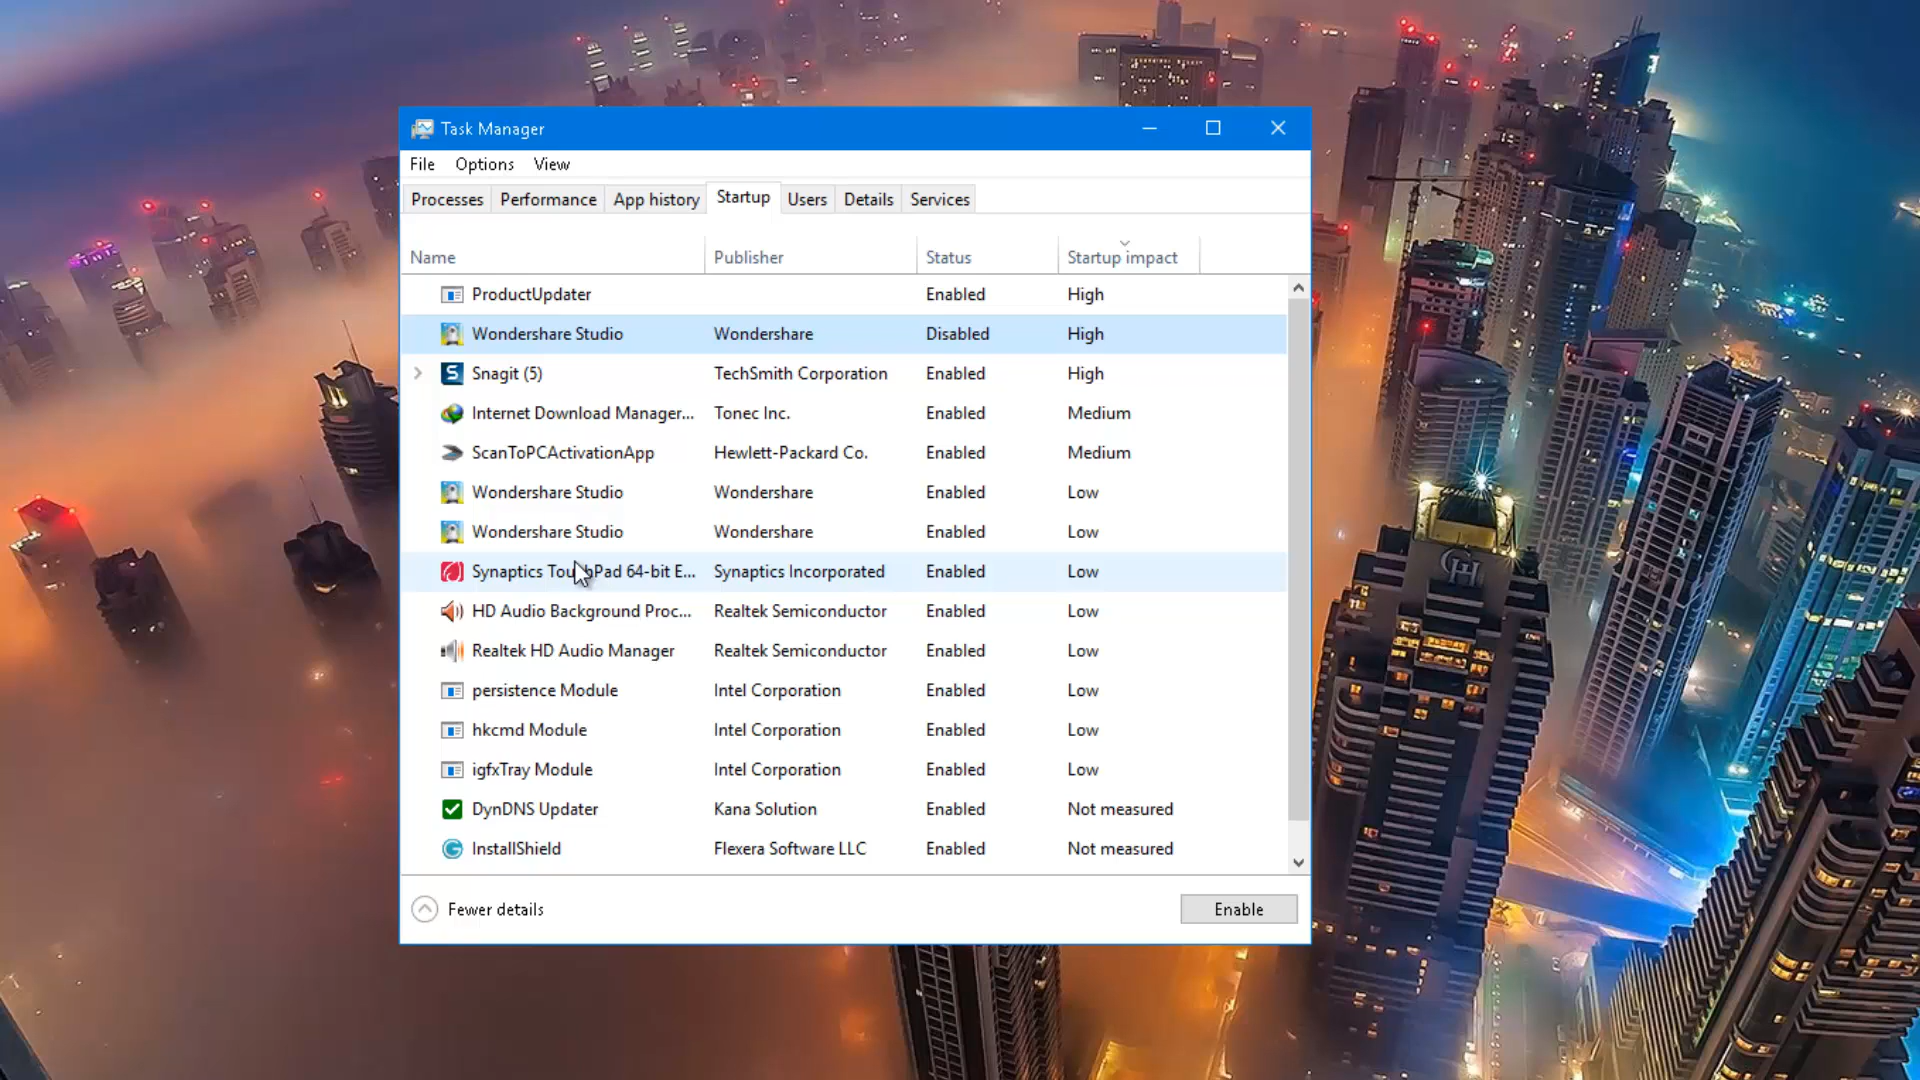 Task Manager
File Options View
Processes Performance App history Startup Users Details Services
Name Publisher Status Startup impact
ProductUpdater Enabled High
Wondershare Studio Wondershare Disabled High
Snagit (5) TechSmith Corporation Enabled High
Internet Download Manager... Tonec Inc. Enabled Medium
ScanToPCActivationApp Hewlett-Packard Co. Enabled Medium
Wondershare Studio Wondershare Enabled Low
Wondershare Studio Wondershare Enabled Low
Synaptics TouchPad 64-bit E... Synaptics Incorporated Enabled Low
HD Audio Background Proc... Realtek Semiconductor Enabled Low
Realtek HD Audio Manager Realtek Semiconductor Enabled Low
persistence Module Intel Corporation Enabled Low
hkcmd Module Intel Corporation Enabled Low
igfxTray Module Intel Corporation Enabled Low
DynDNS Updater Kana Solution Enabled Not measured
InstallShield Flexera Software LLC Enabled Not measured
Fewer details Enable